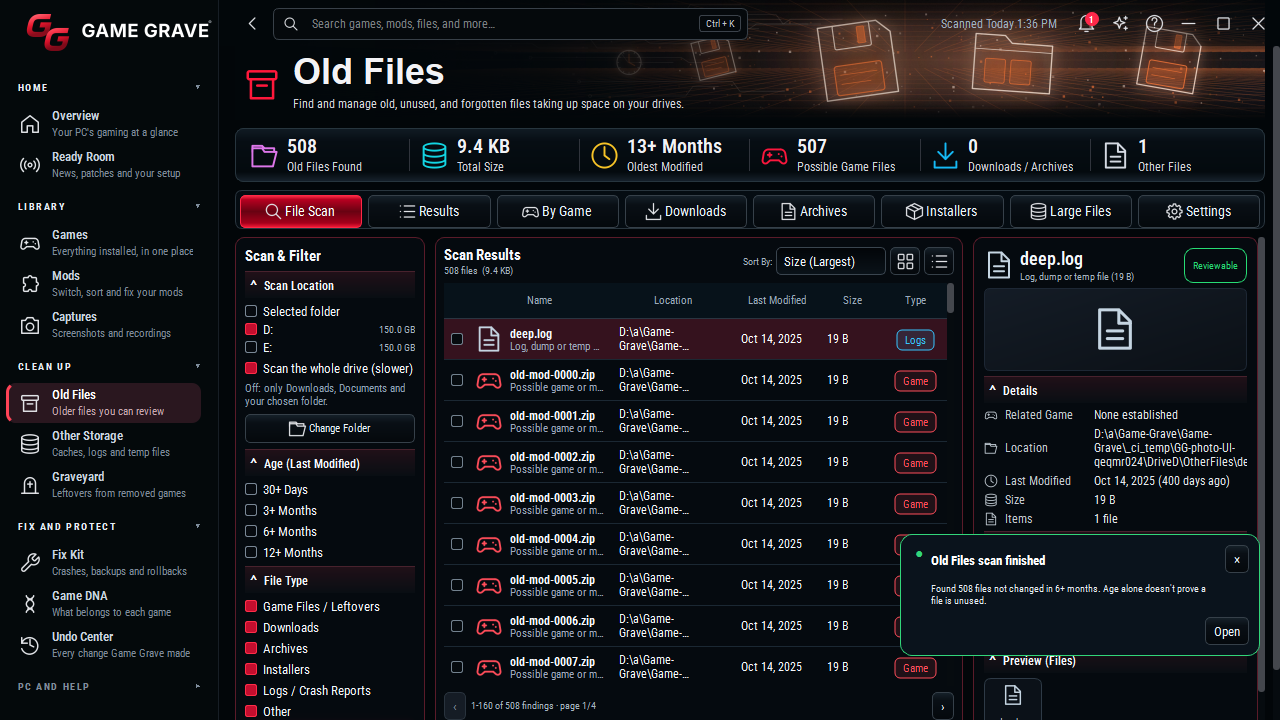 GG GAME GRAVE
Search games, mods, files, and more...
Ctrl + K
Scanned Today 1:36 PM
1
HOME
Overview
Your PC's gaming at a glance
Ready Room
News, patches and your setup
LIBRARY
Games
Everything installed, in one place
Mods
Switch, sort and fix your mods
Captures
Screenshots and recordings
CLEAN UP
Old Files
Older files you can review
Other Storage
Caches, logs and temp files
Graveyard
Leftovers from removed games
FIX AND PROTECT
Fix Kit
Crashes, backups and rollbacks
Game DNA
What belongs to each game
Undo Center
Every change Game Grave made
PC AND HELP
Old Files
Find and manage old, unused, and forgotten files taking up space on your drives.
508
Old Files Found
9.4 KB
Total Size
13+ Months
Oldest Modified
507
Possible Game Files
0
Downloads / Archives
1
Other Files
File Scan
Results
By Game
Downloads
Archives
Installers
Large Files
Settings
Scan & Filter
^ Scan Location
Selected folder
D: 150.0 GB
E: 150.0 GB
Scan the whole drive (slower)
Off: only Downloads, Documents and
your chosen folder.
Change Folder
^ Age (Last Modified)
30+ Days
3+ Months
6+ Months
12+ Months
^ File Type
Game Files / Leftovers
Downloads
Archives
Installers
Logs / Crash Reports
Other
Scan Results
508 files (9.4 KB)
Sort By: Size (Largest)
Name Location Last Modified Size Type
deep.log
Log, dump or temp ...
D:\a\Game-
Grave\Game-...
Oct 14, 2025 19 B Logs
old-mod-0000.zip
Possible game or m...
D:\a\Game-
Grave\Game-...
Oct 14, 2025 19 B Game
old-mod-0001.zip
Possible game or m...
D:\a\Game-
Grave\Game-...
Oct 14, 2025 19 B Game
old-mod-0002.zip
Possible game or m...
D:\a\Game-
Grave\Game-...
Oct 14, 2025 19 B Game
old-mod-0003.zip
Possible game or m...
D:\a\Game-
Grave\Game-...
Oct 14, 2025 19 B Game
old-mod-0004.zip
Possible game or m...
D:\a\Game-
Grave\Game-...
Oct 14, 2025 19 B
old-mod-0005.zip
Possible game or m...
D:\a\Game-
Grave\Game-...
Oct 14, 2025 19 B
old-mod-0006.zip
Possible game or m...
D:\a\Game-
Grave\Game-...
Oct 14, 2025 19 B
old-mod-0007.zip
Possible game or m...
D:\a\Game-
Grave\Game-...
Oct 14, 2025 19 B Game
‹ 1-160 of 508 findings · page 1/4 ›
deep.log
Log, dump or temp file (19 B)
Reviewable
^ Details
Related Game None established
Location
D:\a\Game-Grave\Game-
Grave\_ci_temp\GG-photo-UI-
qeqmr024\DriveD\OtherFiles\de
Last Modified Oct 14, 2025 (400 days ago)
Size 19 B
Items 1 file
Old Files scan finished
x
Found 508 files not changed in 6+ months. Age alone doesn't prove a
file is unused.
Open
^ Preview (Files)